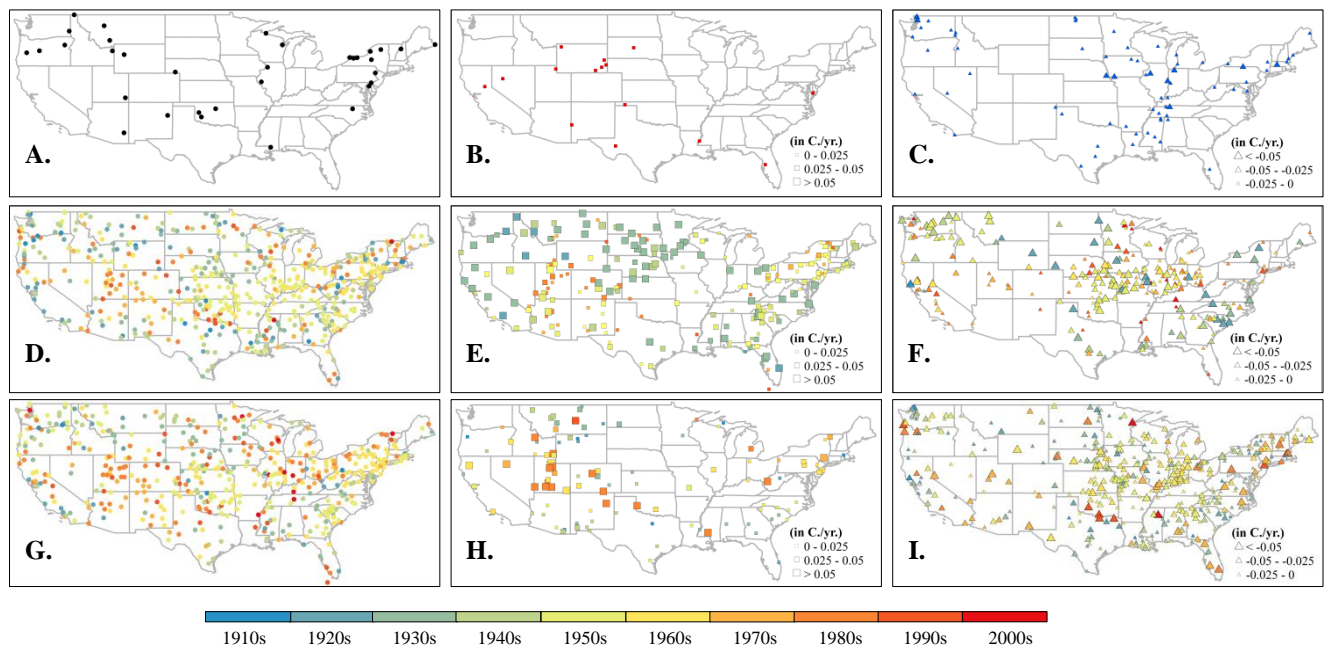 A.
B.
(in C./yr.)
0 - 0.025
0.025 - 0.05
> 0.05
C.
(in C./yr.)
< -0.05
-0.05 - -0.025
-0.025 - 0
D.
E.
(in C./yr.)
0 - 0.025
0.025 - 0.05
> 0.05
F.
(in C./yr.)
< -0.05
-0.05 - -0.025
-0.025 - 0
G.
H.
(in C./yr.)
0 - 0.025
0.025 - 0.05
> 0.05
I.
(in C./yr.)
< -0.05
-0.05 - -0.025
-0.025 - 0
1910s 1920s 1930s 1940s 1950s 1960s 1970s 1980s 1990s 2000s